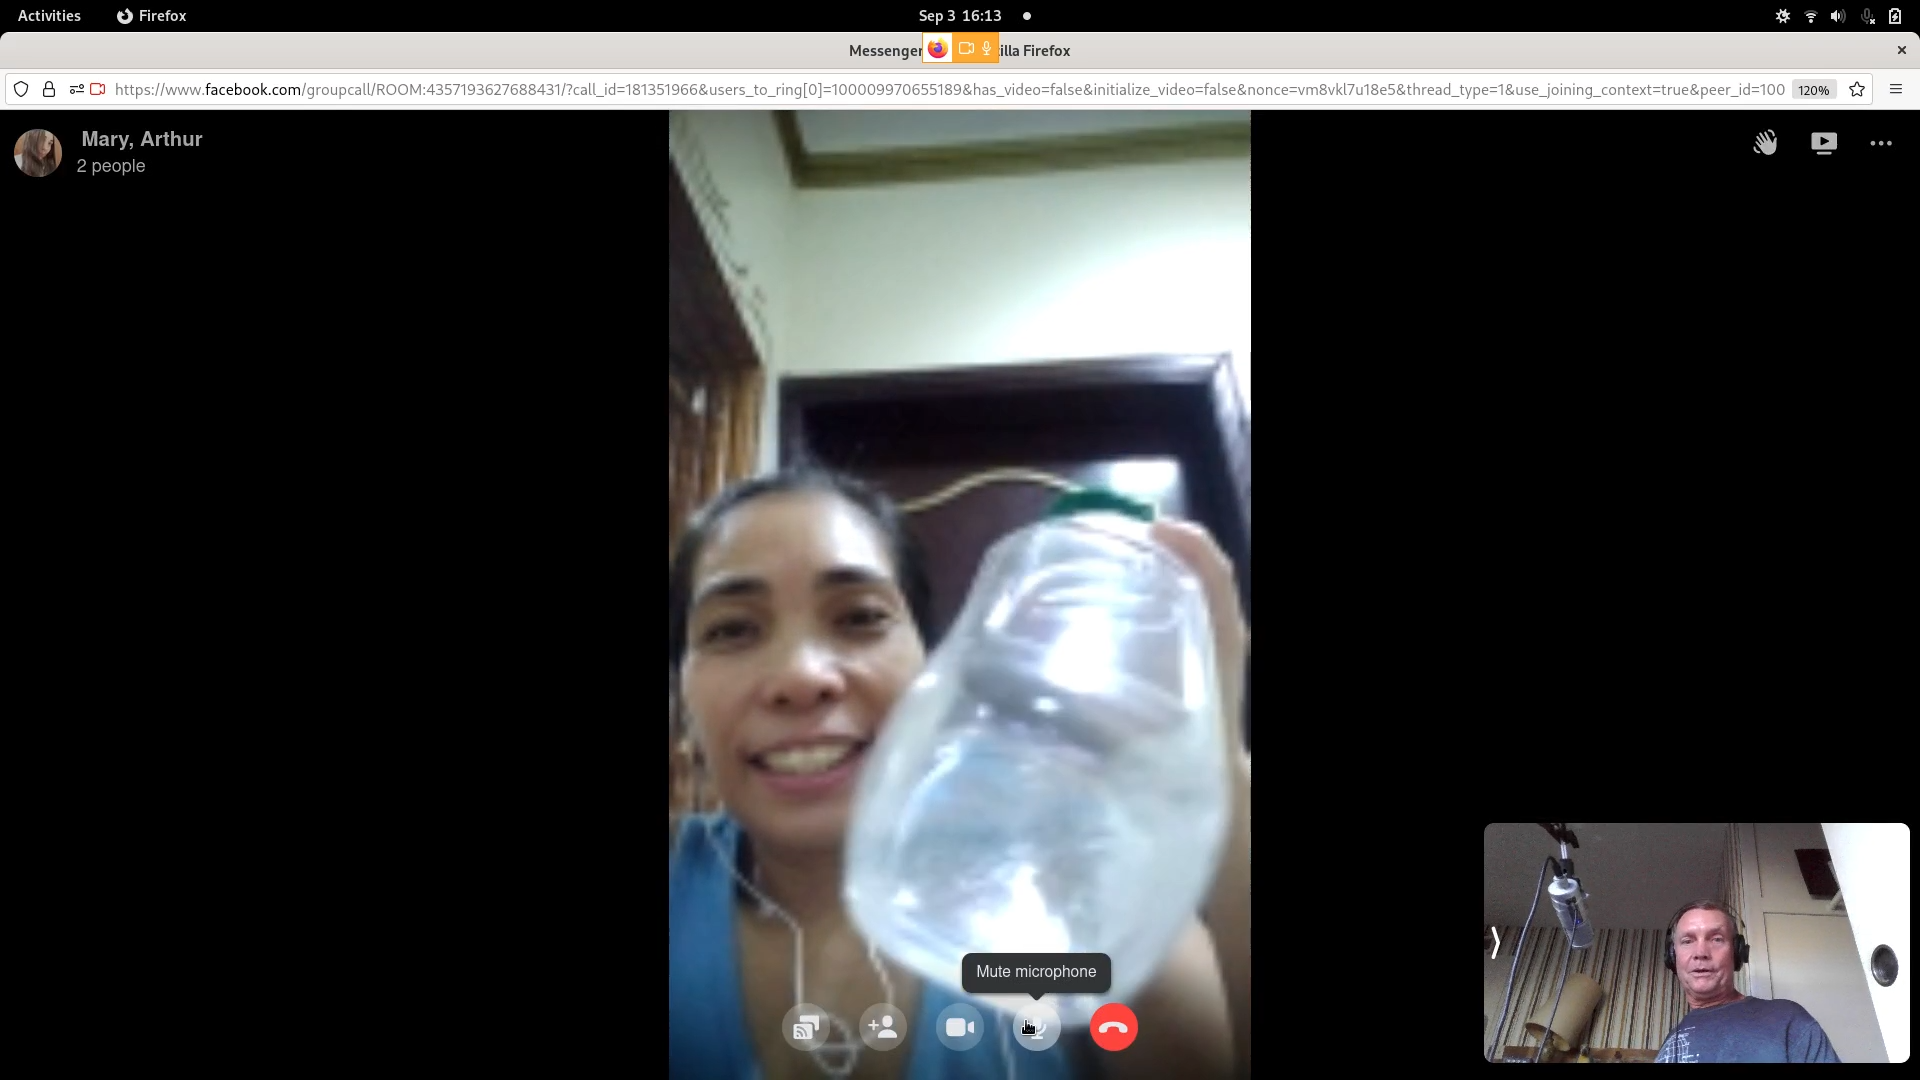 Activities Firefox Sep 3 16:13
Messenger illa Firefox
https://www.facebook.com/groupcall/ROOM:4357193627688431/?call_id=181351966&users_to_ring[0]=100009970655189&has_video=false&initialize_video=false&nonce=vm8vkl7u18e5&thread_type=1&use_joining_context=true&peer_id=100 120%
Mary, Arthur
2 people
Mute microphone